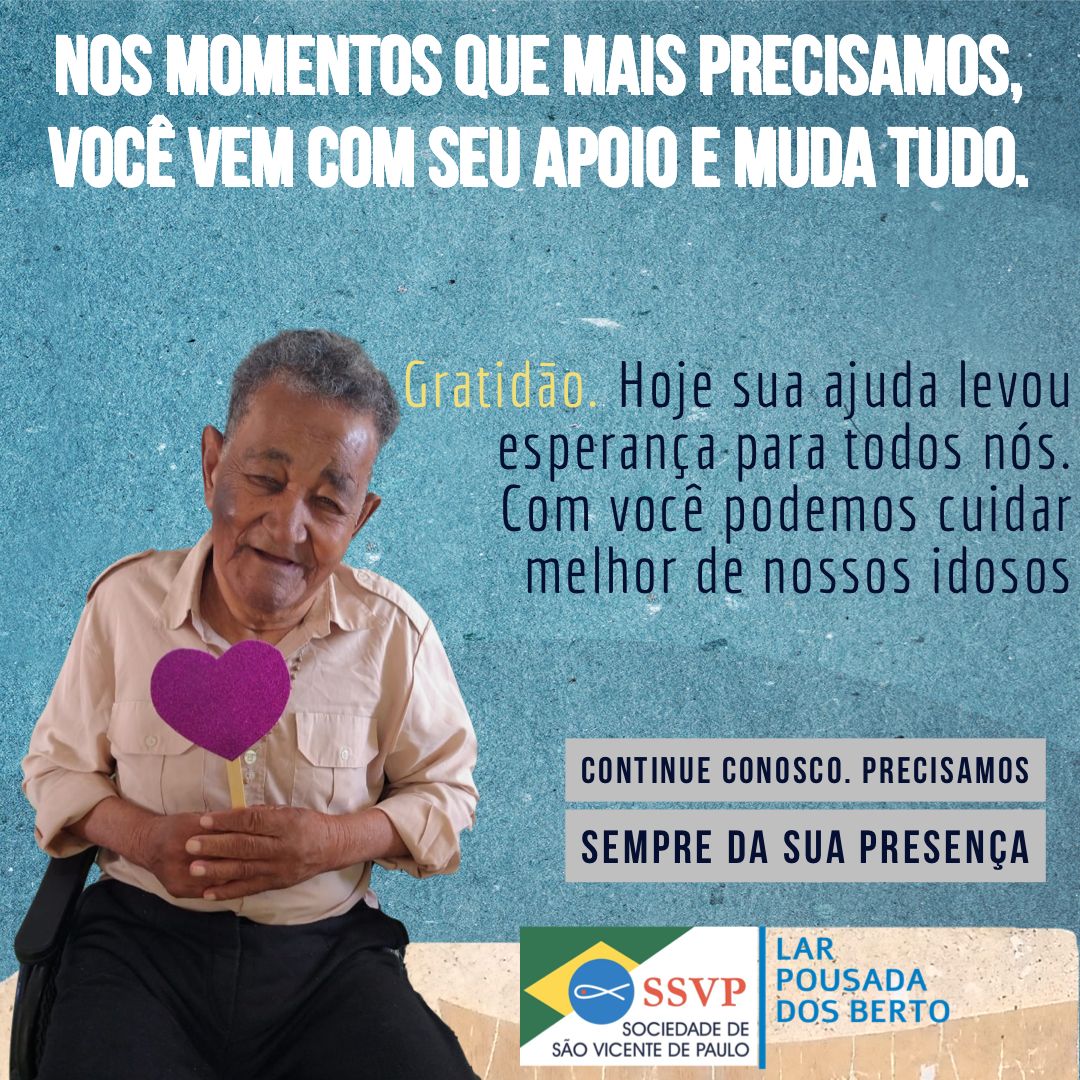 NOS MOMENTOS QUE MAIS PRECISAMOS,
VOCÊ VEM COM SEU APOIO E MUDA TUDO.
Gratidão. Hoje sua ajuda levou
esperança para todos nós.
Com você podemos cuidar
melhor de nossos idosos
CONTINUE CONOSCO. PRECISAMOS
SEMPRE DA SUA PRESENÇA
SSVP
SOCIEDADE DE
SÃO VICENTE DE PAULO
LAR
POUSADA
DOS BERTO